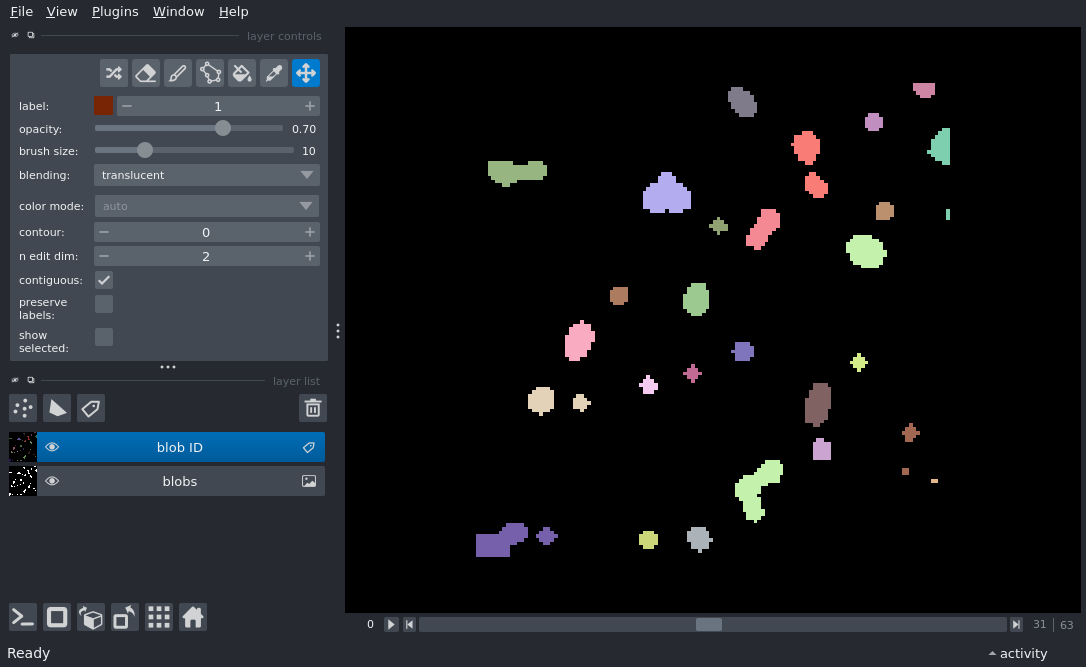 File View Plugins Window Help
layer controls
label: 1
opacity: 0.70
brush size: 10
blending: translucent
color mode: auto
contour: 0
n edit dim: 2
contiguous:
preserve
labels:
show
selected:
layer list
blob ID
blobs
0 31 63
Ready activity